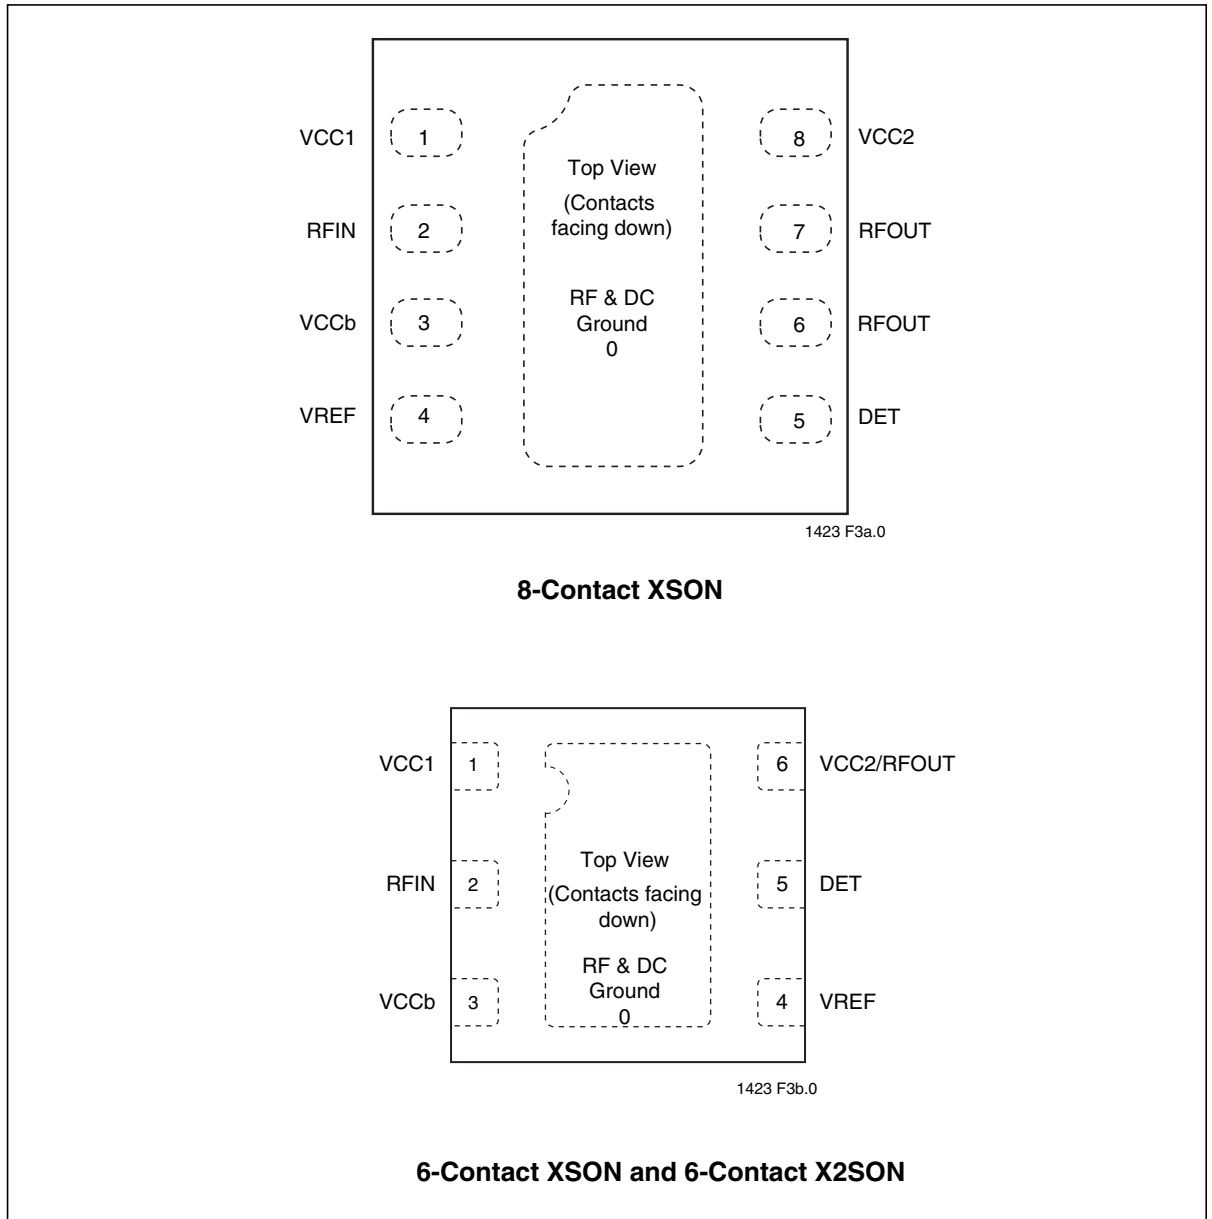 VCC1 1
RFIN 2
VCCb 3
VREF 4
Top View
(Contacts
facing down)
RF & DC
Ground
0
8 VCC2
7 RFOUT
6 RFOUT
5 DET
1423 F3a.0
8-Contact XSON
VCC1 1
RFIN 2
VCCb 3
Top View
(Contacts facing
down)
RF & DC
Ground
0
6 VCC2/RFOUT
5 DET
4 VREF
1423 F3b.0
6-Contact XSON and 6-Contact X2SON